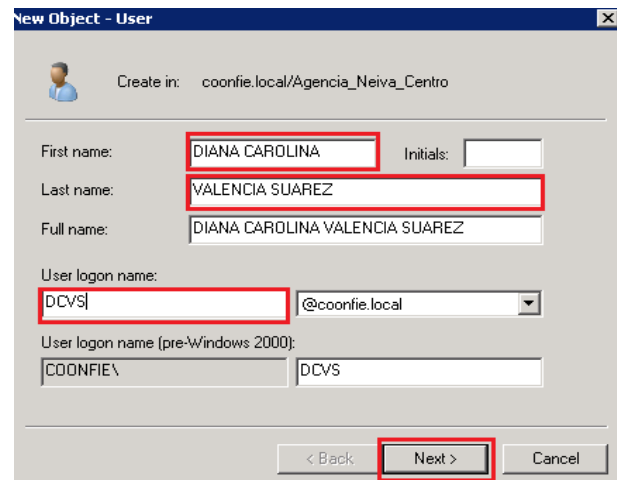 New Object - User
Create in: coonfie.local/Agencia_Neiva_Centro
First name: DIANA CAROLINA Initials:
Last name: VALENCIA SUAREZ
Full name: DIANA CAROLINA VALENCIA SUAREZ
User logon name:
DCVS @coonfie.local
User logon name (pre-Windows 2000):
COONFIE\ DCVS
< Back Next > Cancel